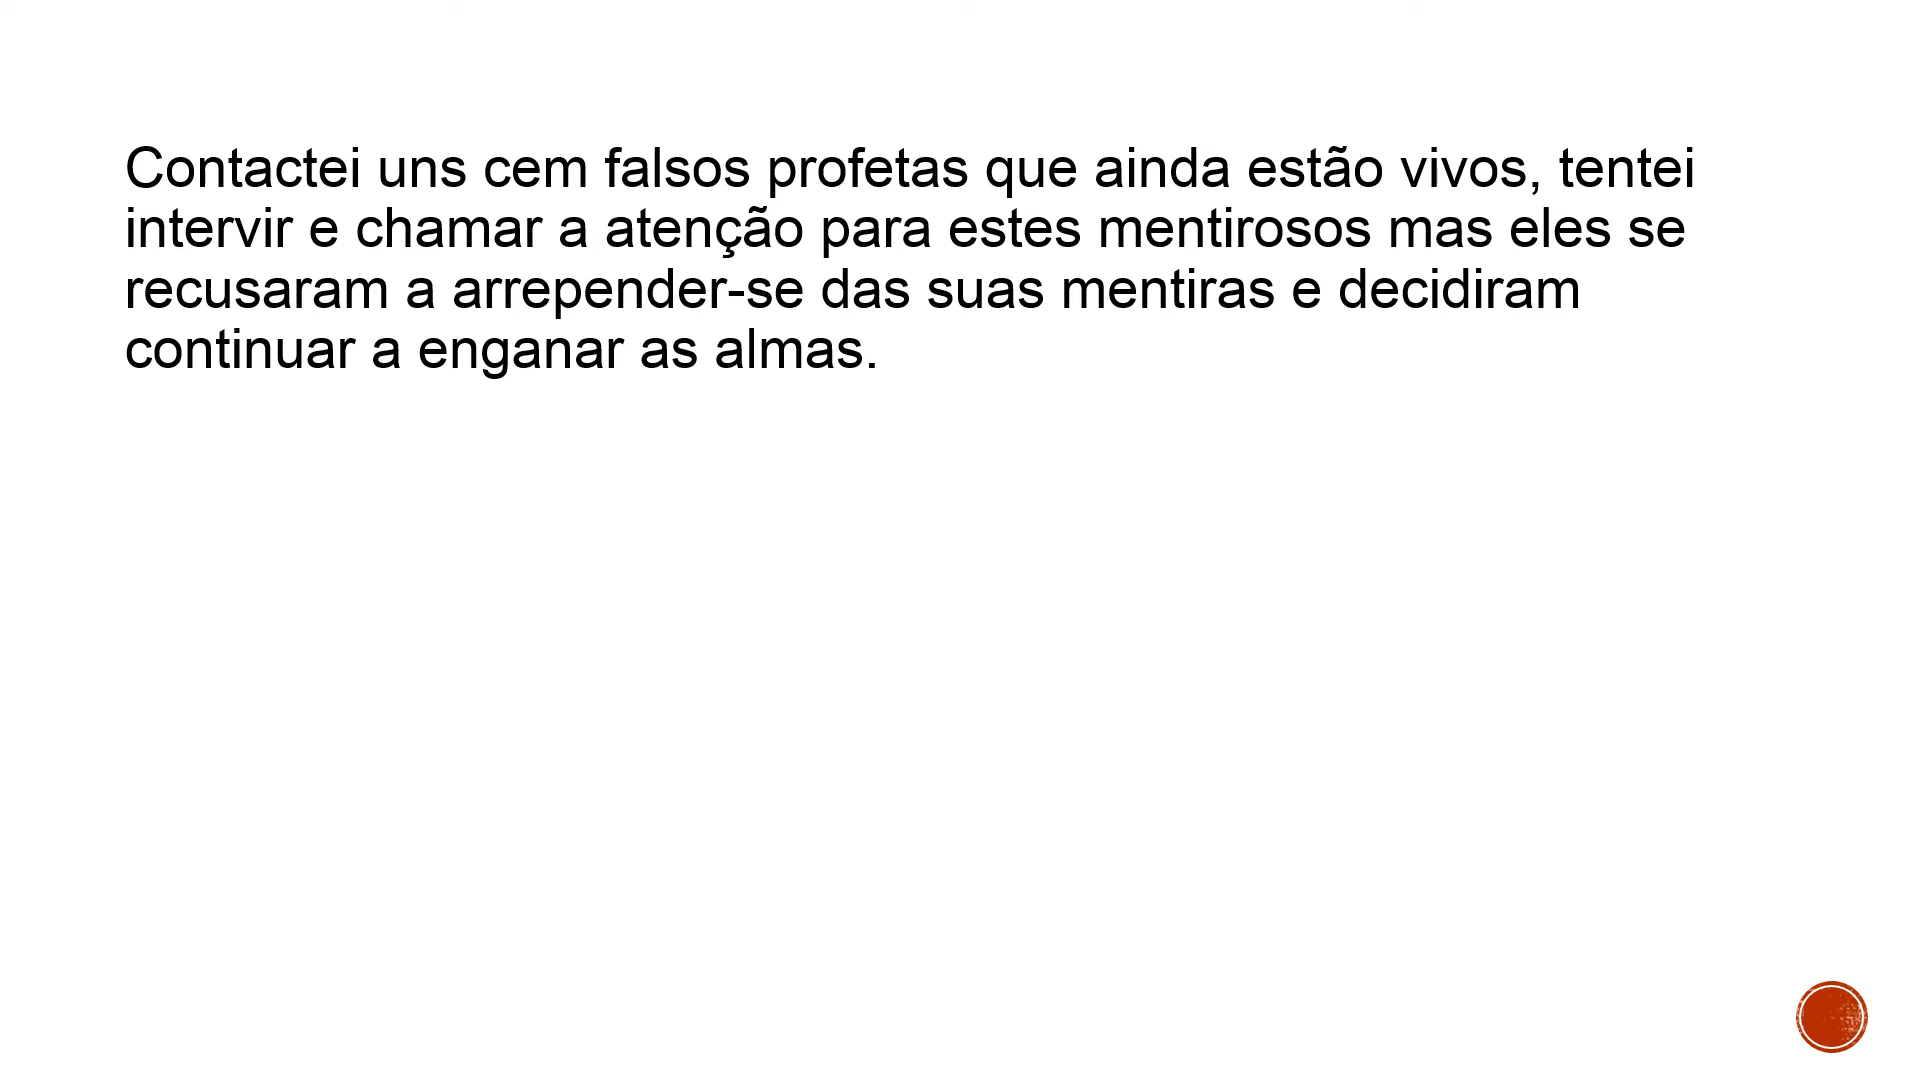 Contactei uns cem falsos profetas que ainda estão vivos, tentei
intervir e chamar a atenção para estes mentirosos mas eles se
recusaram a arrepender-se das suas mentiras e decidiram
continuar a enganar as almas.